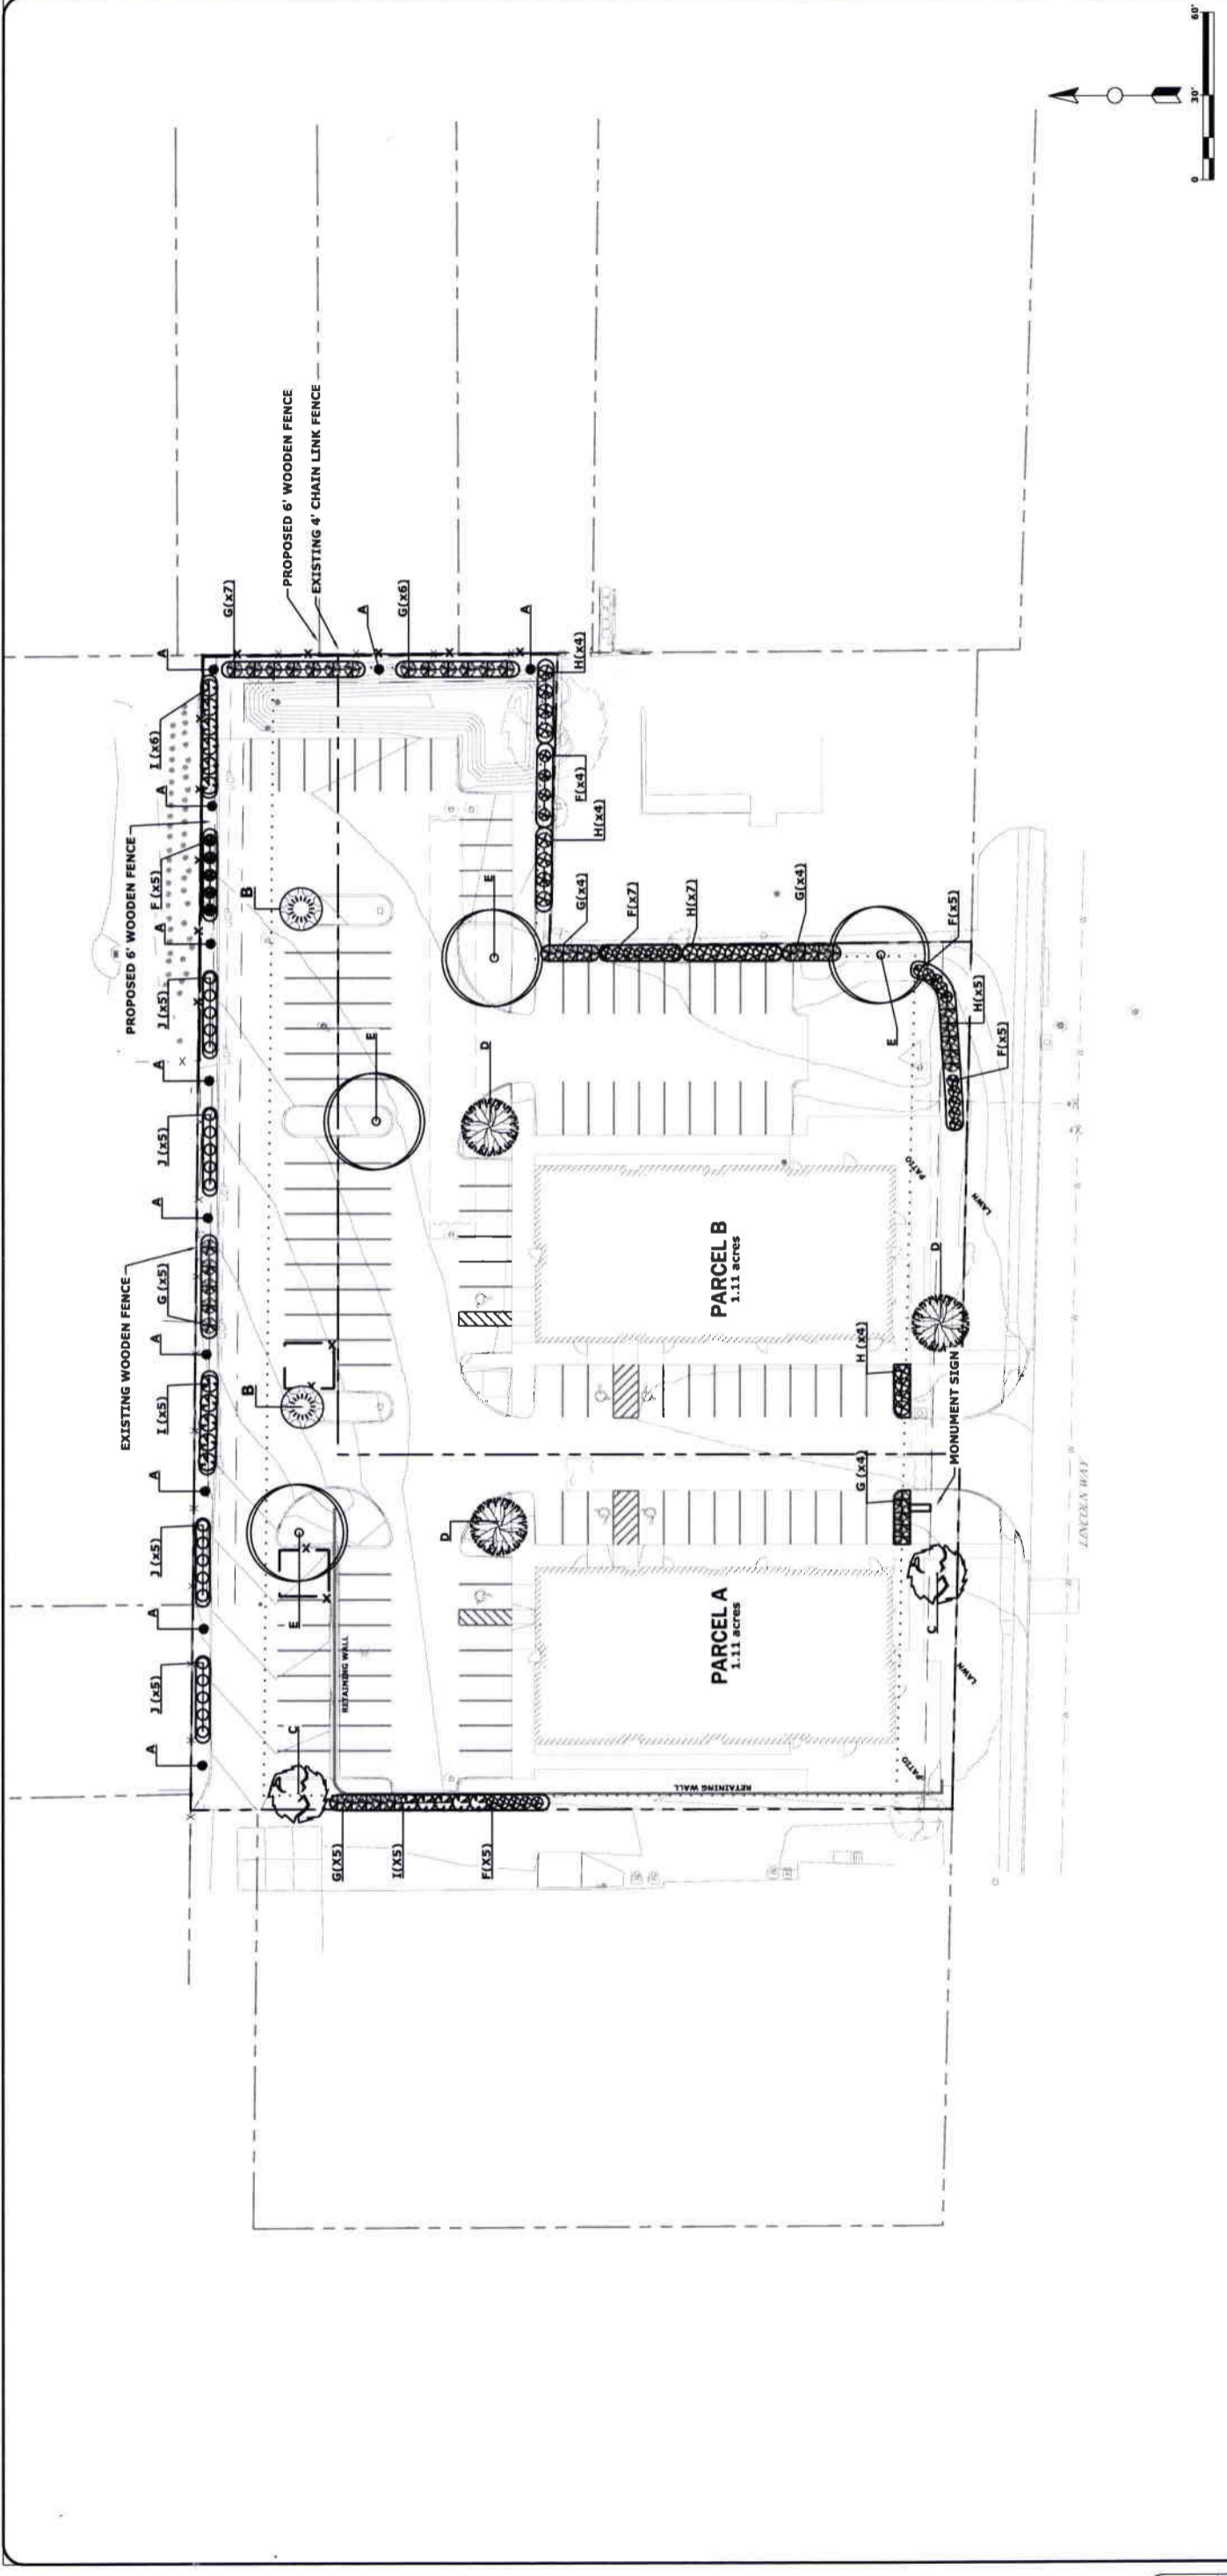 PROPOSED 6' WOODEN FENCE
EXISTING 4' CHAIN LINK FENCE
G(x7)
A
G(x6)
A
H(x4)
A
I(x6)
A
PROPOSED 6' WOODEN FENCE
F(x5)
A
J(x5)
A
J(x5)
A
EXISTING WOODEN FENCE
G(x5)
A
I(x5)
A
J(x5)
A
J(x5)
A
B
B
F(x4)
H(x4)
E
G(x4)
F(x7)
H(x7)
G(x4)
F(x5)
H(x5)
F(x5)
E
E
D
PATIO
LAWN
PARCEL B
1.11 acres
D
H(x4)
MONUMENT SIGN
G(x4)
LINCOLN WAY
D
E
RETAINING WALL
PARCEL A
1.11 acres
C
LAWN
PATIO
RETAINING WALL
C
G(X5)
I(X5)
F(X5)
0
30'
60'